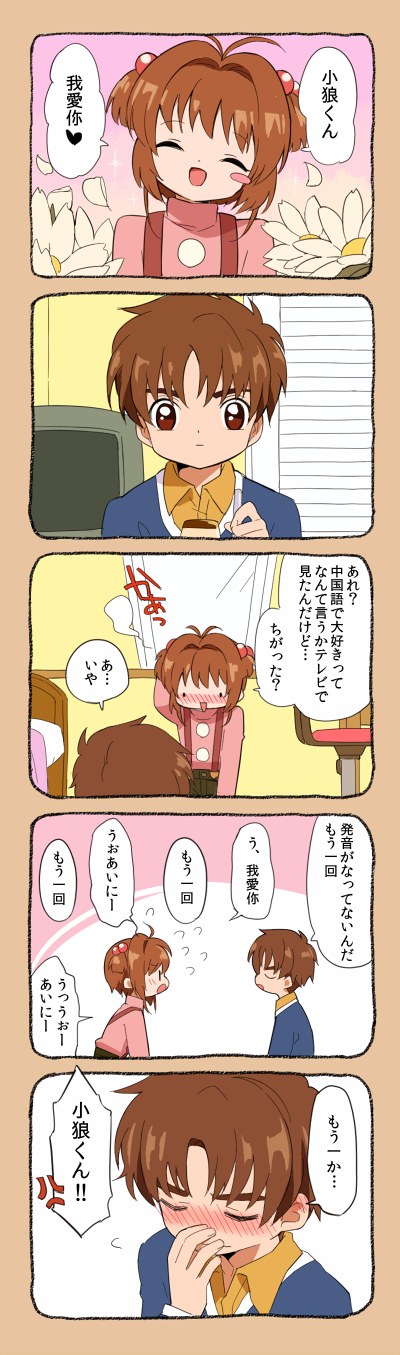 小狼くん
我愛你♥
あれ？
中国語で大好きって
なんて言うかテレビで
見たんだけど…
ちがった？
かぁっ
あ…
いや
発音がなってないんだ
もう一回
う、我愛你
もう一回
うぉあいにー
もう一回
うっうぉー
あいにー
もう一か…
小狼くん!!